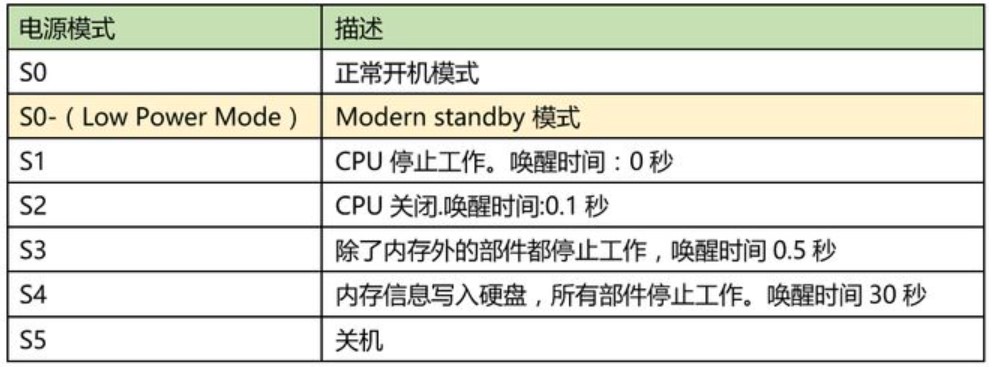 电源模式 描述
S0 正常开机模式
S0-（Low Power Mode） Modern standby 模式
S1 CPU 停止工作。唤醒时间：0 秒
S2 CPU 关闭.唤醒时间:0.1 秒
S3 除了内存外的部件都停止工作，唤醒时间 0.5 秒
S4 内存信息写入硬盘，所有部件停止工作。唤醒时间 30 秒
S5 关机